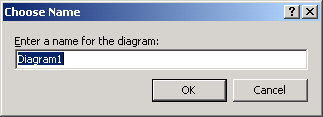 Choose Name
Enter a name for the diagram:
Diagram1
OK Cancel